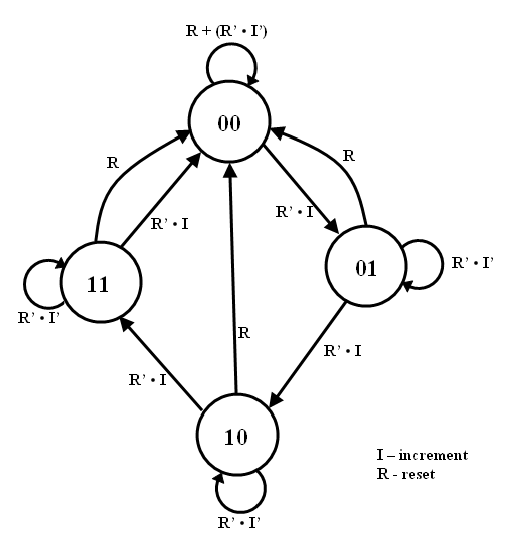 R + (R' • I')
00
R
R
R' • I
R' • I
01
R' • I'
11
R' • I'
R
R' • I
R' • I
10
I – increment
R - reset
R' • I'